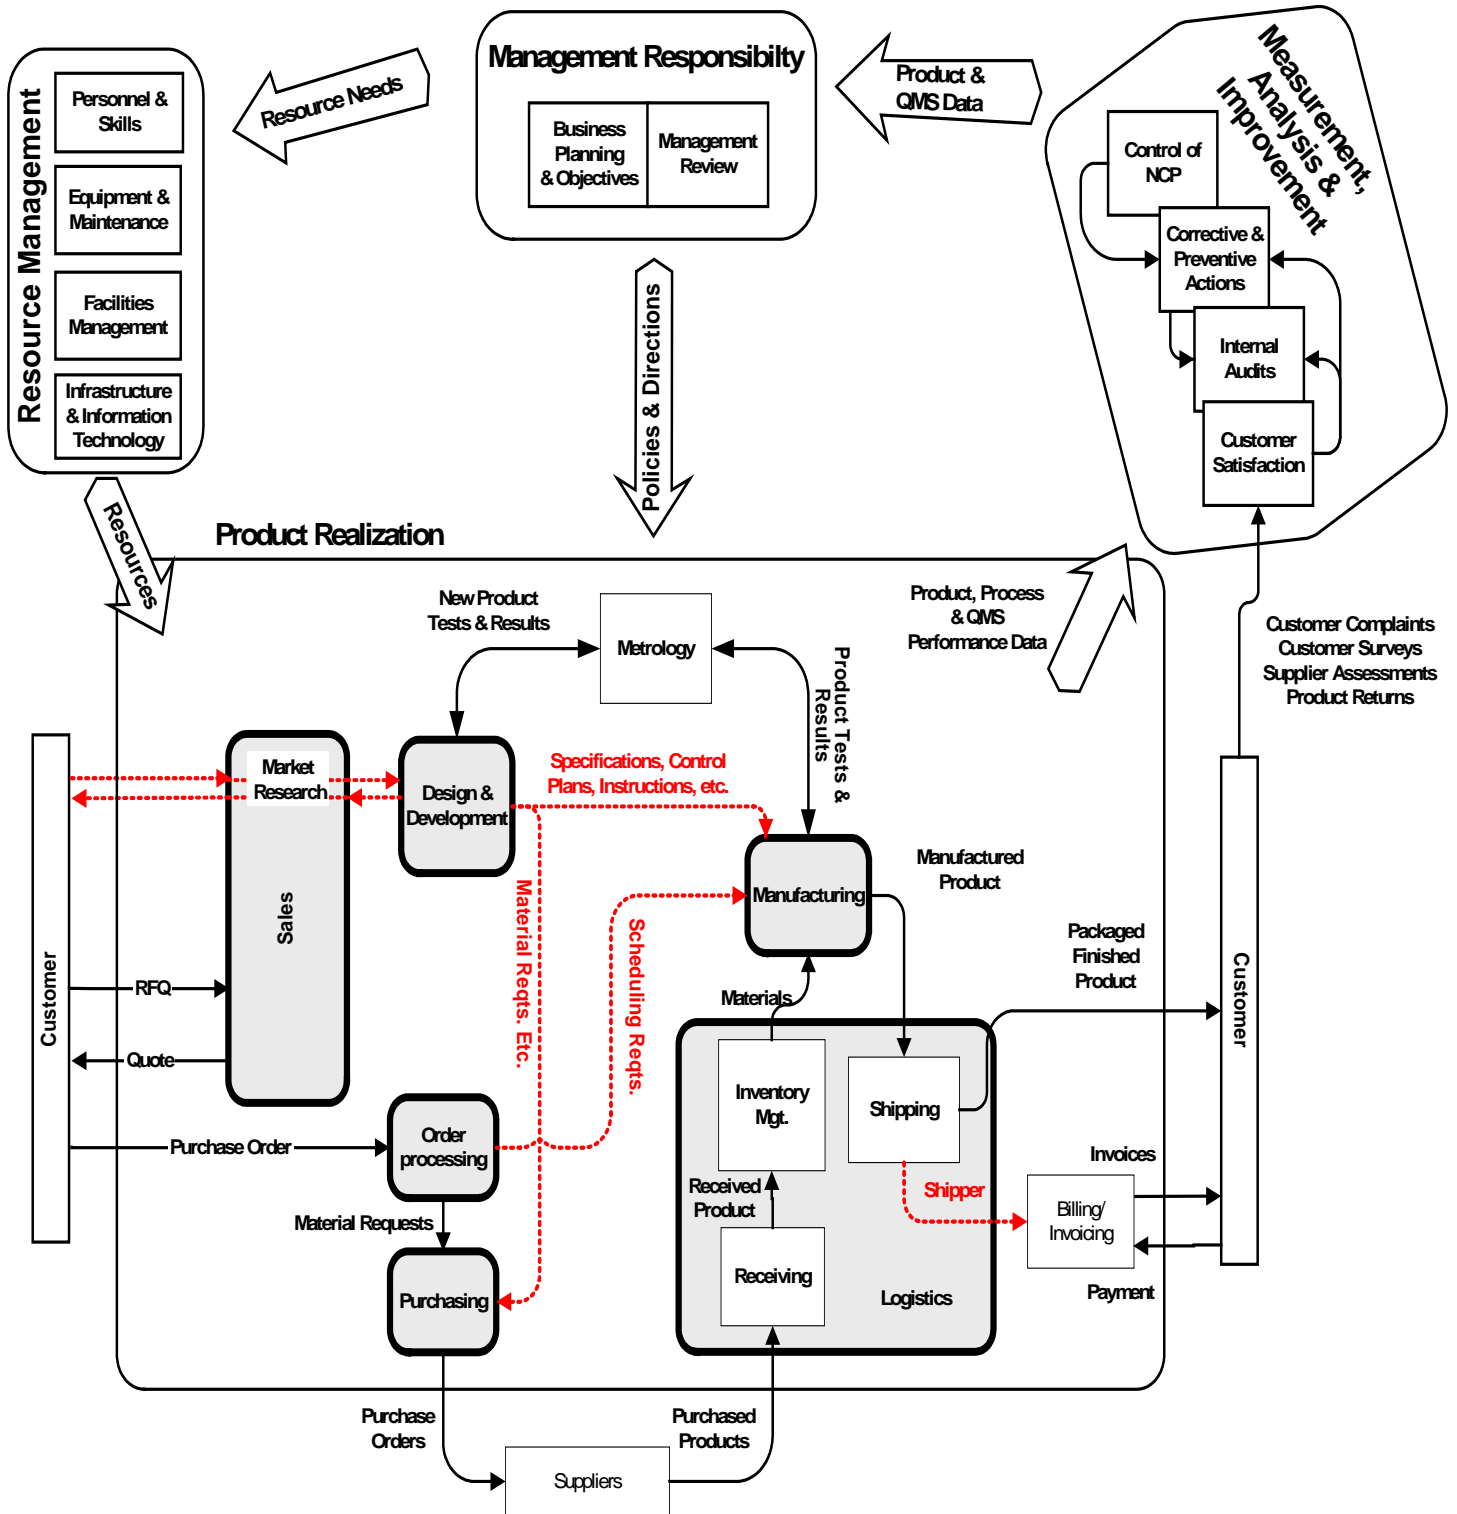 Management Responsibilty
Business
Planning
& Objectives
Management
Review
Resource Needs
Product &
QMS Data
Resource Management
Personnel &
Skills
Equipment &
Maintenance
Facilities
Management
Infrastructure
& Information
Technology
Measurement,
Analysis &
Improvement
Control of
NCP
Corrective &
Preventive
Actions
Internal
Audits
Customer
Satisfaction
Policies & Directions
Resources
Product Realization
New Product
Tests & Results
Metrology
Product Tests &
Results
Product, Process
& QMS
Performance Data
Customer Complaints
Customer Surveys
Supplier Assessments
Product Returns
Customer
Market
Research
Sales
Design &
Development
Specifications, Control
Plans, Instructions, etc.
Material Reqts. Etc.
Scheduling Reqts.
Manufacturing
Manufactured
Product
Packaged
Finished
Product
Customer
RFQ
Quote
Materials
Inventory
Mgt.
Shipping
Purchase Order
Order
processing
Material Requests
Purchasing
Received
Product
Receiving
Logistics
Shipper
Invoices
Billing/
Invoicing
Payment
Purchase
Orders
Purchased
Products
Suppliers